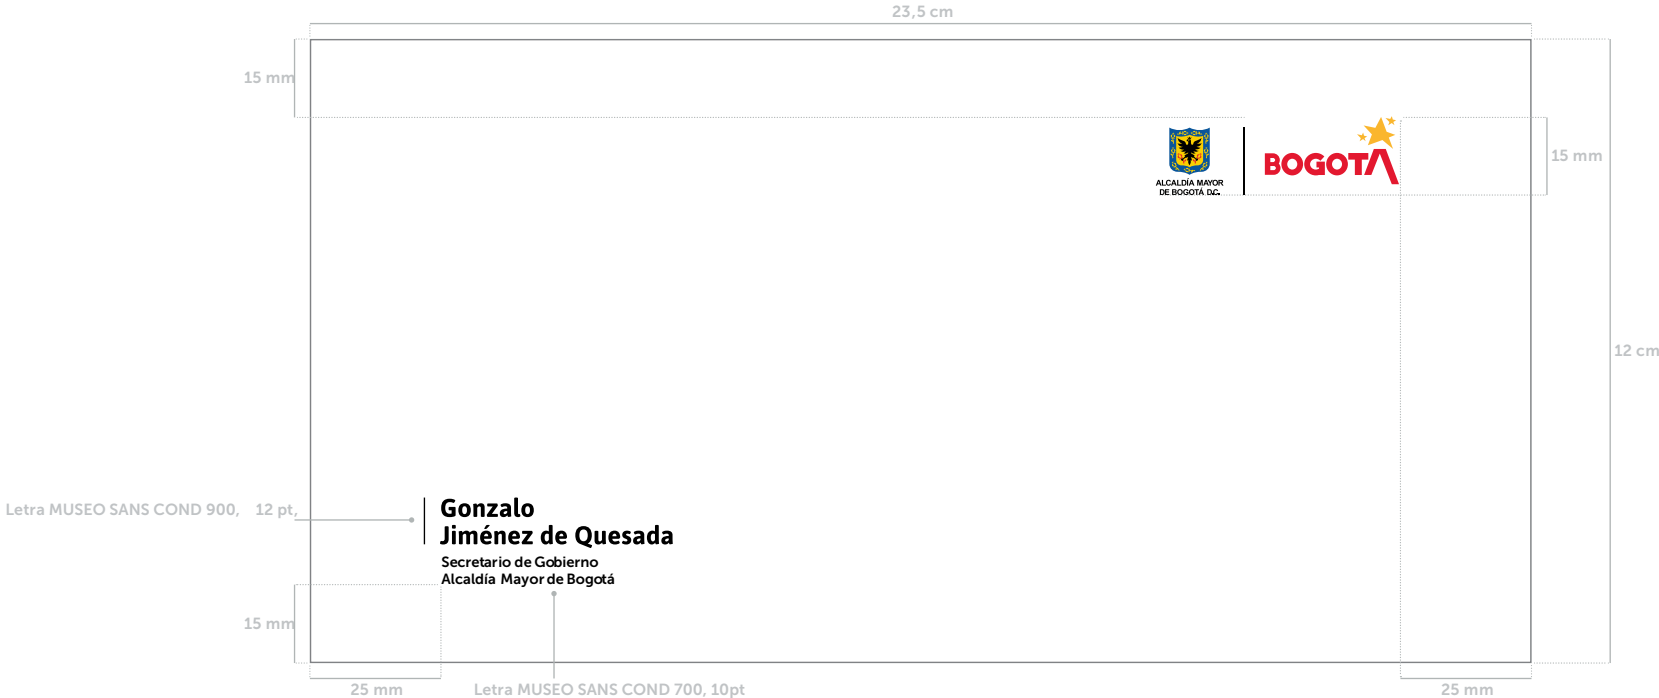 23,5 cm
15 mm
ALCALDÍA MAYOR
DE BOGOTÁ D.C.
BOGOTÁ
15 mm
12 cm
Letra MUSEO SANS COND 900, 12 pt,
Gonzalo
Jiménez de Quesada
Secretario de Gobierno
Alcaldía Mayor de Bogotá
15 mm
25 mm
Letra MUSEO SANS COND 700, 10pt
25 mm